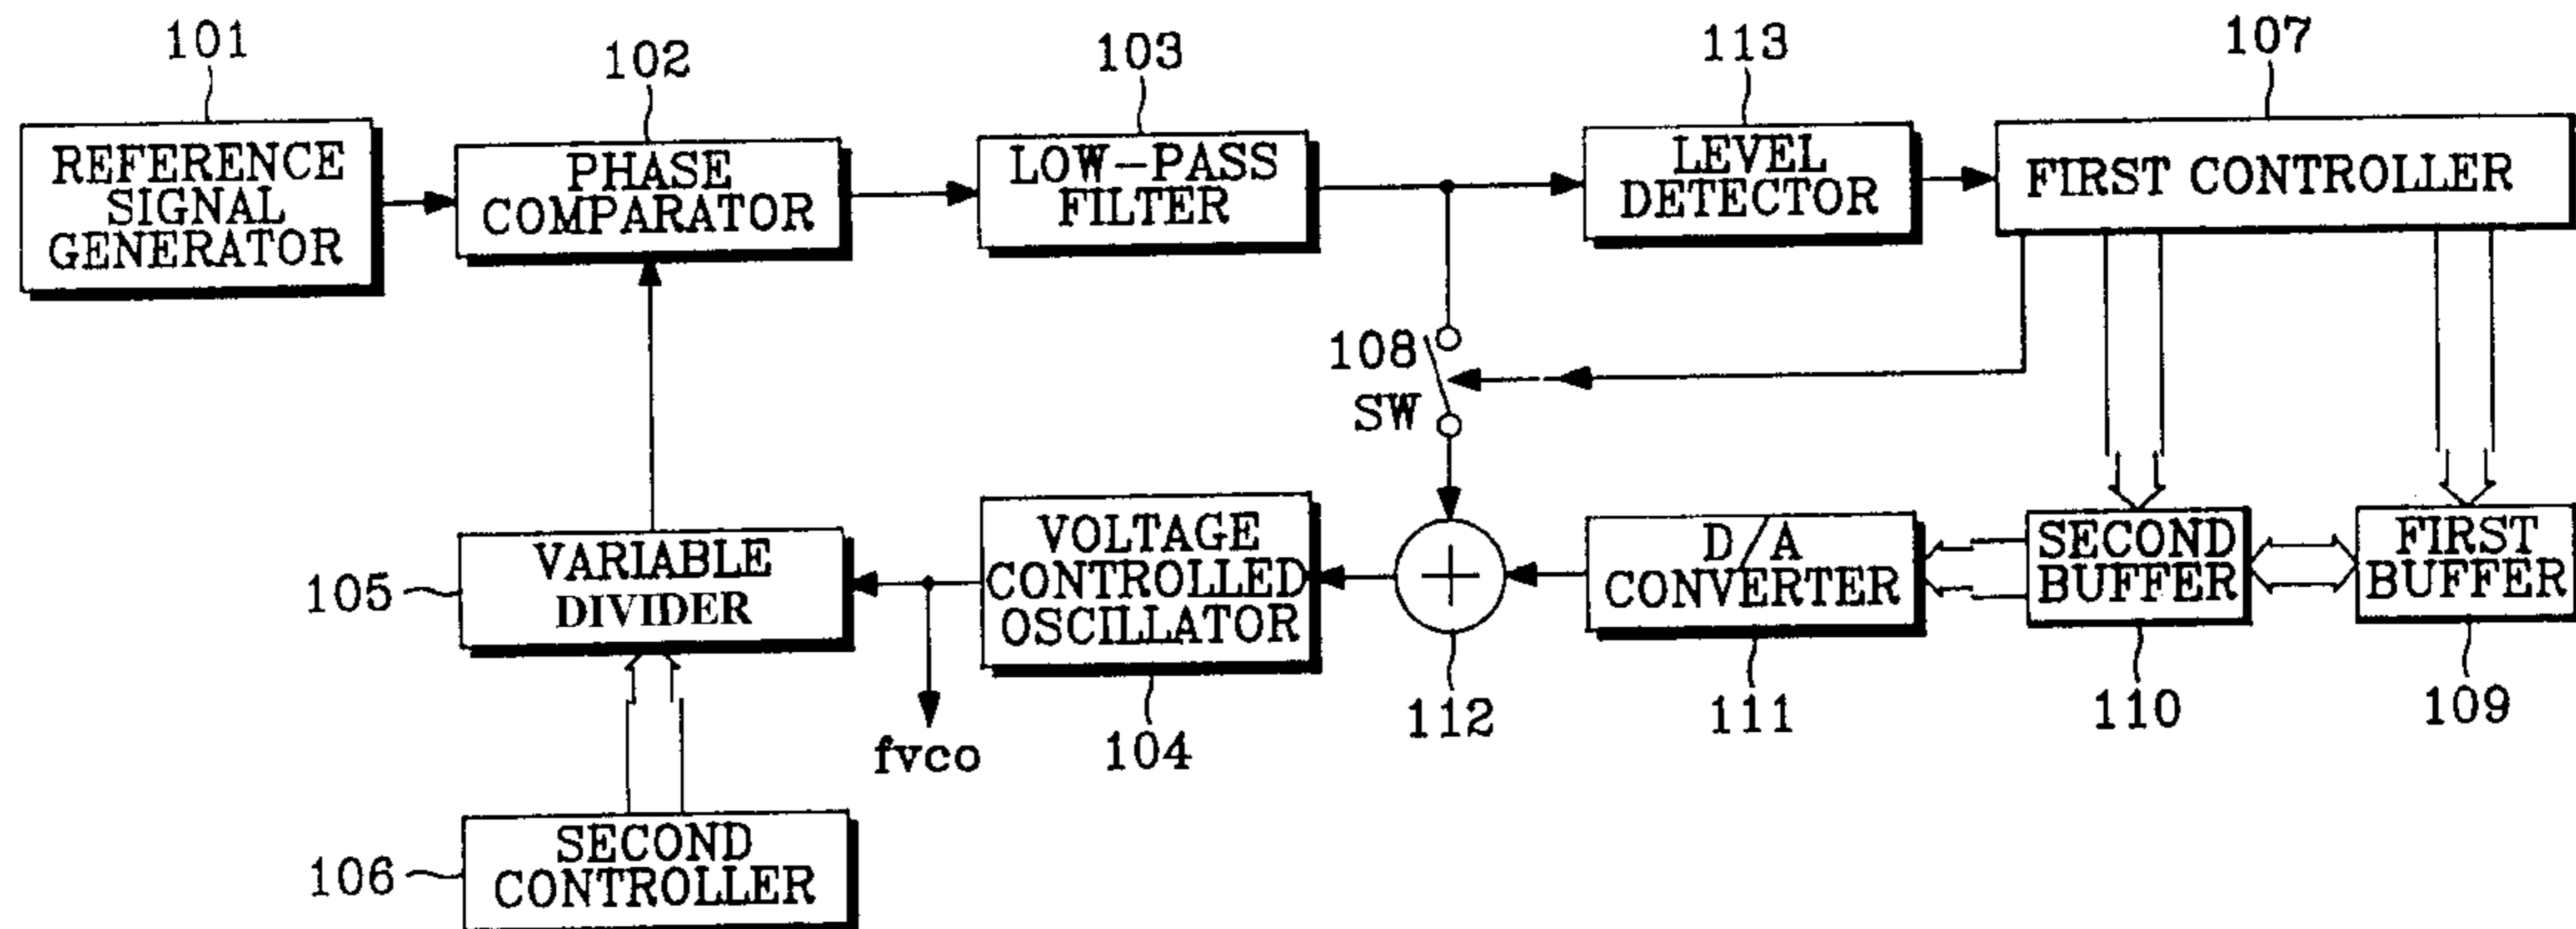 101
102
103
113
107
REFERENCE
SIGNAL
GENERATOR
PHASE
COMPARATOR
LOW-PASS
FILTER
LEVEL
DETECTOR
FIRST CONTROLLER
108
SW
105
VARIABLE
DIVIDER
VOLTAGE
CONTROLLED
OSCILLATOR
+
D/A
CONVERTER
SECOND
BUFFER
FIRST
BUFFER
fvco
104
112
111
110
109
106
SECOND
CONTROLLER